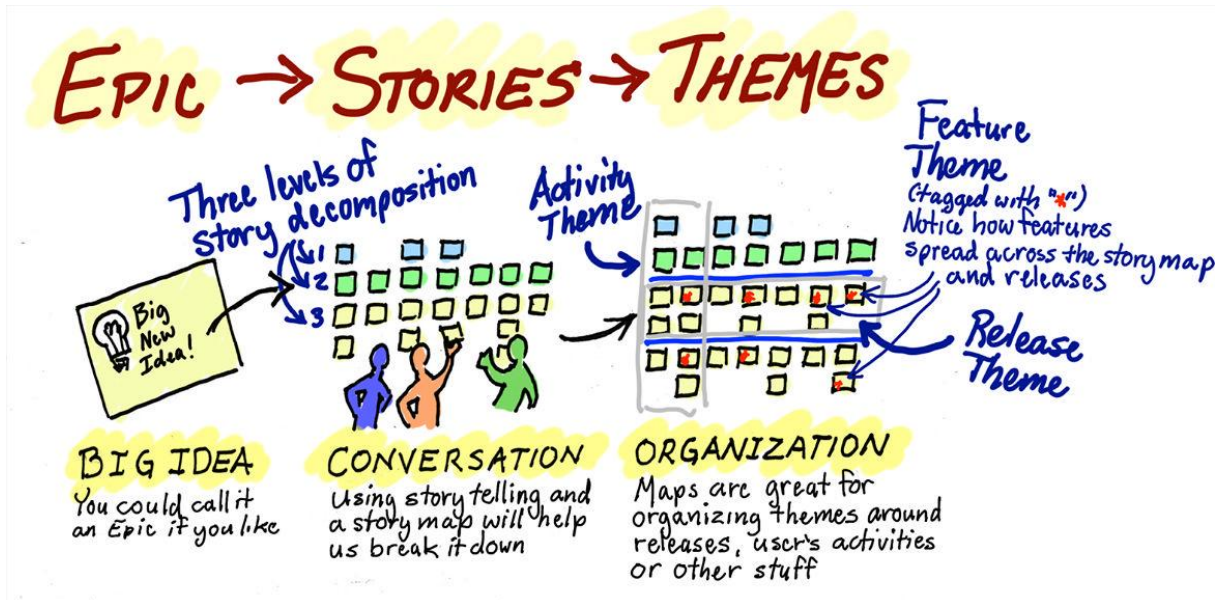 EPIC → STORIES → THEMES
Three levels of
story decomposition
1
2
3
Big
New
Idea!
Activity
Theme
Feature
Theme
(tagged with "*")
Notice how features
spread across the story map
and releases
Release
Theme
BIG IDEA
You could call it
an Epic if you like
CONVERSATION
Using story telling and
a story map will help
us break it down
ORGANIZATION
Maps are great for
organizing themes around
releases, user's activities
or other stuff